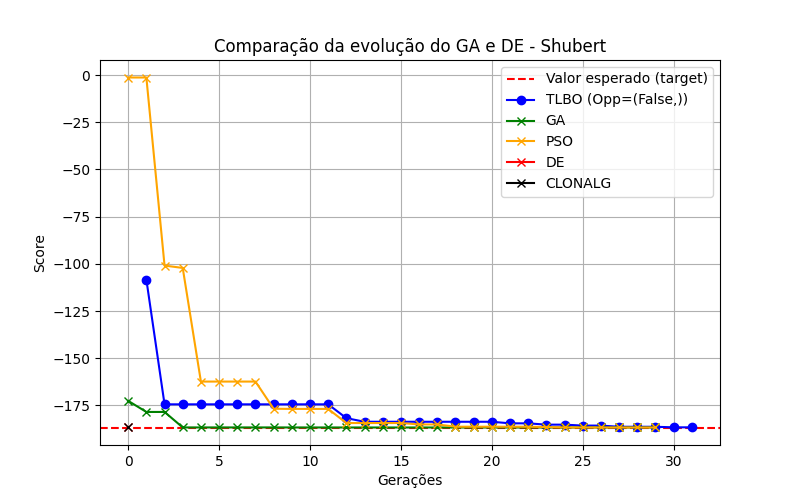 Comparação da evolução do GA e DE - Shubert
Valor esperado (target)
TLBO (Opp=(False,))
GA
PSO
DE
CLONALG
Score
0
−25
−50
−75
−100
−125
−150
−175
0
5
10
15
20
25
30
Gerações